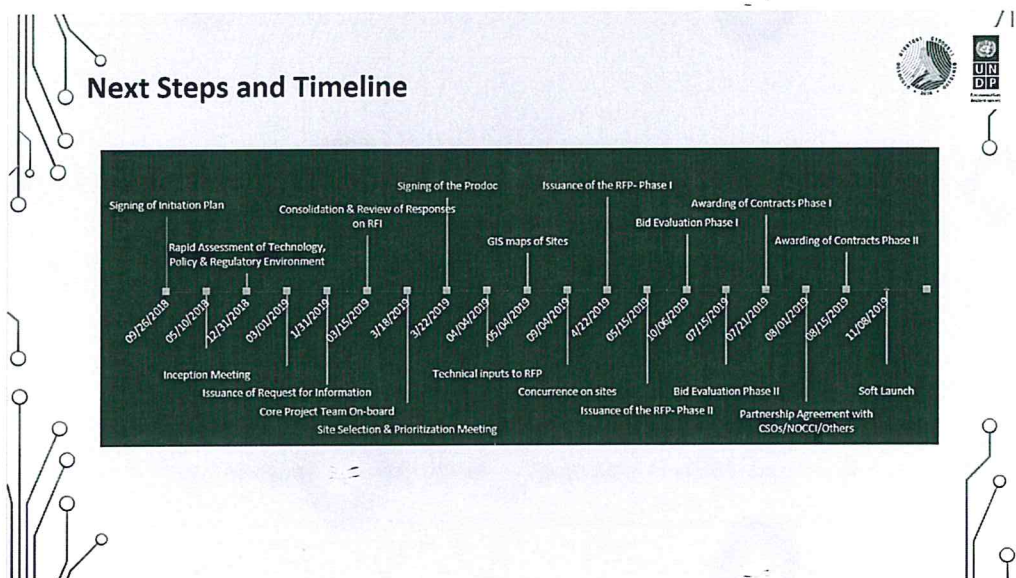 /1
Next Steps and Timeline
UN
DP
Signing of the Prodoc
Issuance of the RFP- Phase I
Signing of Initiation Plan
Consolidation & Review of Responses
on RFI
Awarding of Contracts Phase I
Bid Evaluation Phase I
Rapid Assessment of Technology,
Policy & Regulatory Environment
GIS maps of Sites
Awarding of Contracts Phase II
09/26/2018
05/10/2018
12/31/2018
03/01/2019
1/31/2019
03/15/2019
3/18/2019
3/22/2019
04/04/2019
05/04/2019
09/04/2019
4/22/2019
05/15/2019
10/06/2019
07/15/2019
07/21/2019
08/01/2019
08/15/2019
11/08/2019
Inception Meeting
Technical inputs to RFP
Issuance of Request for Information
Concurrence on sites
Bid Evaluation Phase II
Soft Launch
Core Project Team On-board
Issuance of the RFP- Phase II
Partnership Agreement with
CSOs/NOCCI/Others
Site Selection & Prioritization Meeting